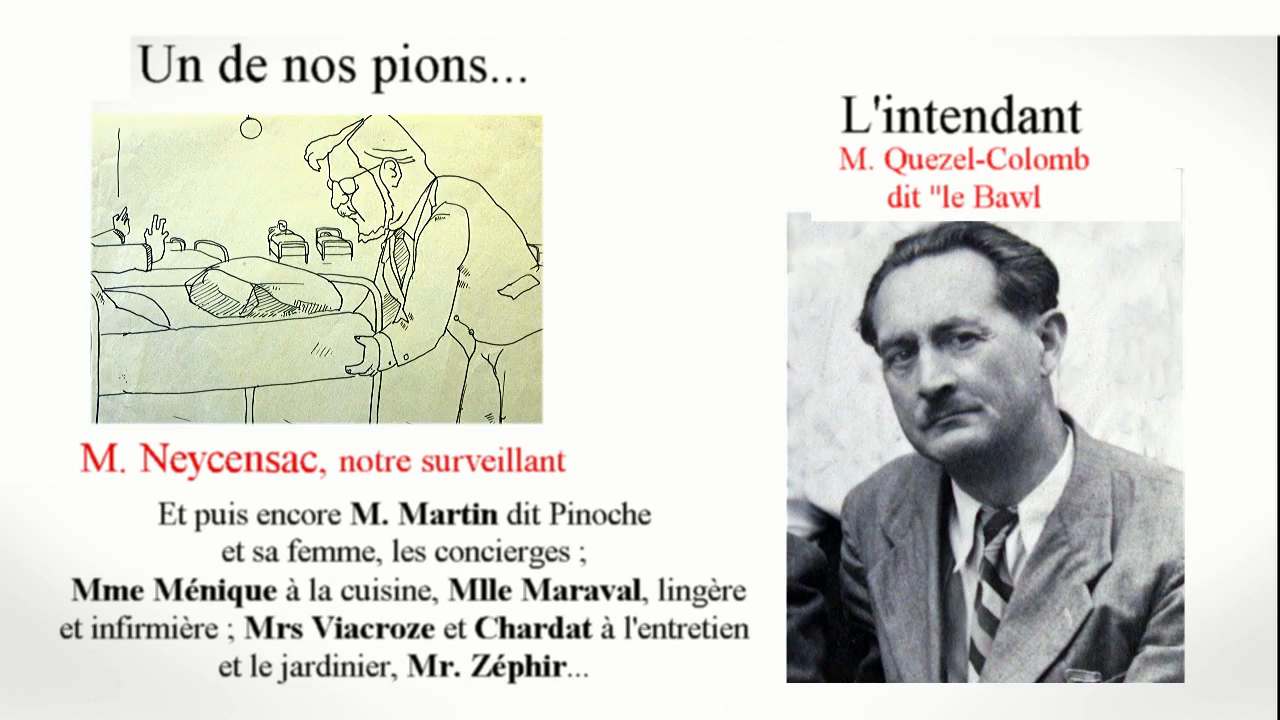 Un de nos pions...
M. Neycensac, notre surveillant
Et puis encore M. Martin dit Pinoche
et sa femme, les concierges ;
Mme Ménique à la cuisine, Mlle Maraval, lingère
et infirmière ; Mrs Viacroze et Chardat à l'entretien
et le jardinier, Mr. Zéphir...
L'intendant
M. Quezel-Colomb
dit "le Bawl